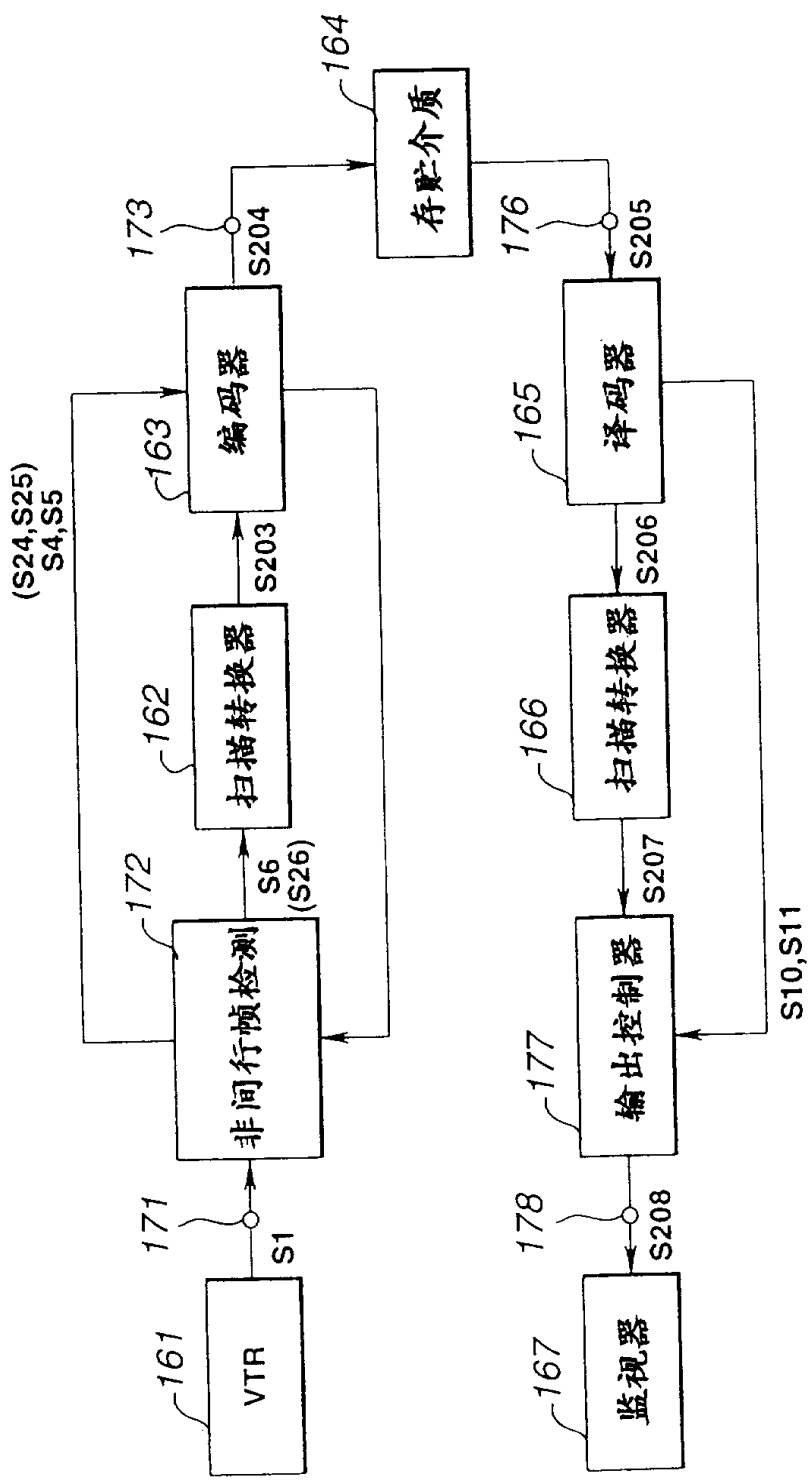 (S24,S25)
S4,S5
161
VTR
171
S1
172
非间行帧检测
S6
(S26)
162
扫描转换器
S203
163
编码器
173
S204
164
存贮介质
176
S205
165
译码器
S206
166
扫描转换器
S207
177
输出控制器
S10,S11
178
S208
167
监视器